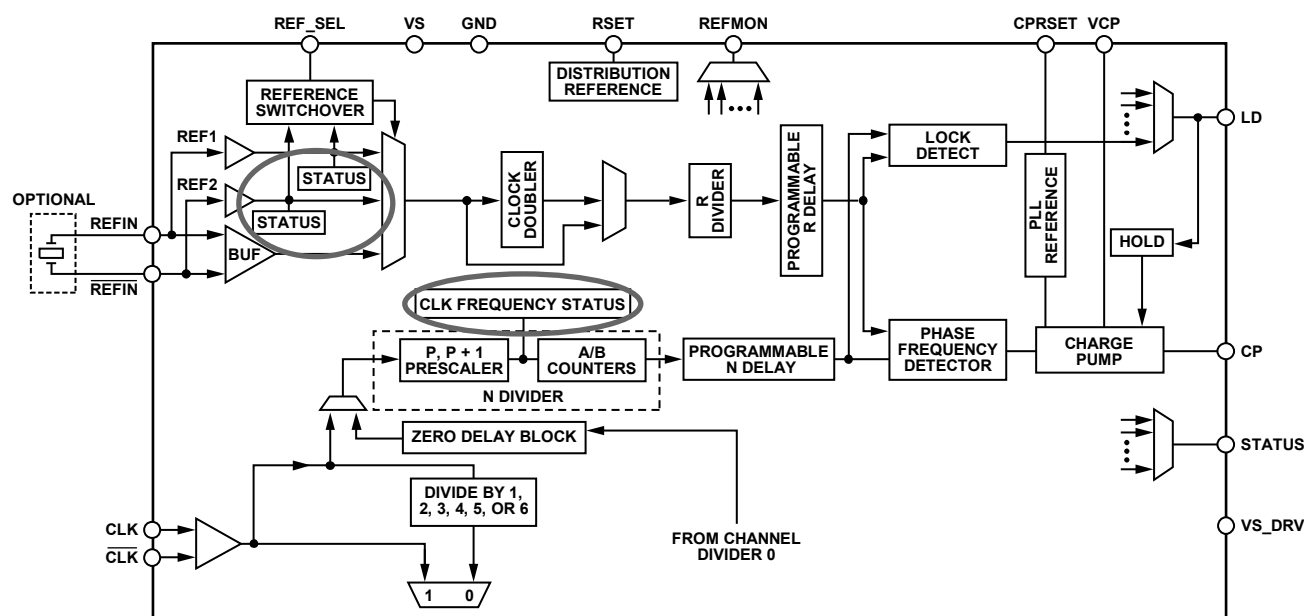 REF_SEL
VS
GND
RSET
REFMON
CPRSET
VCP
REFERENCE
SWITCHOVER
DISTRIBUTION
REFERENCE
LD
REF1
STATUS
REF2
STATUS
OPTIONAL
REFIN
REFIN
BUF
CLOCK
DOUBLER
R
DIVIDER
PROGRAMMABLE
R DELAY
LOCK
DETECT
PLL
REFERENCE
HOLD
CLK FREQUENCY STATUS
P, P + 1
PRESCALER
A/B
COUNTERS
N DIVIDER
PROGRAMMABLE
N DELAY
PHASE
FREQUENCY
DETECTOR
CHARGE
PUMP
CP
ZERO DELAY BLOCK
STATUS
DIVIDE BY 1,
2, 3, 4, 5, OR 6
CLK
CLK
FROM CHANNEL
DIVIDER 0
VS_DRV
1 0